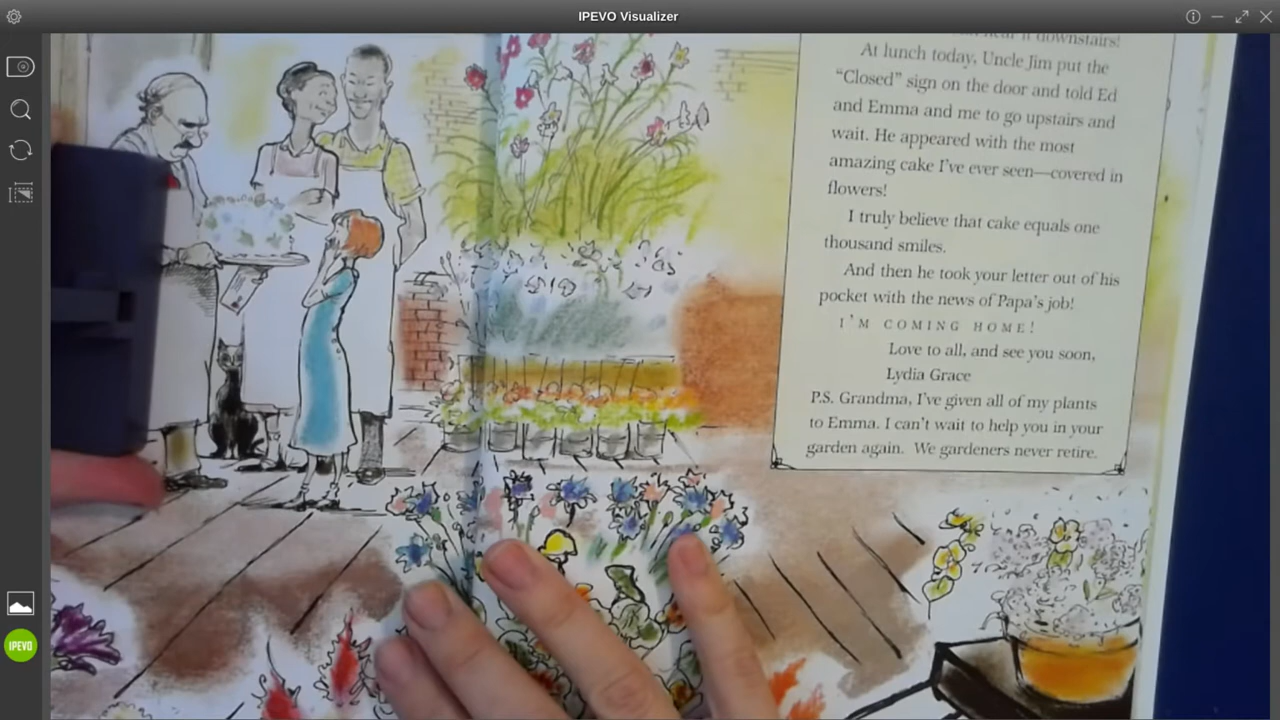 IPEVO Visualizer
it downstairs!
At lunch today, Uncle Jim put the
“Closed” sign on the door and told Ed
and Emma and me to go upstairs and
wait. He appeared with the most
amazing cake I’ve ever seen—covered in
flowers!
I truly believe that cake equals one
thousand smiles.
And then he took your letter out of his
pocket with the news of Papa’s job!
I’M COMING HOME!
Love to all, and see you soon,
Lydia Grace
P.S. Grandma, I’ve given all of my plants
to Emma. I can’t wait to help you in your
garden again. We gardeners never retire.
IPEVO